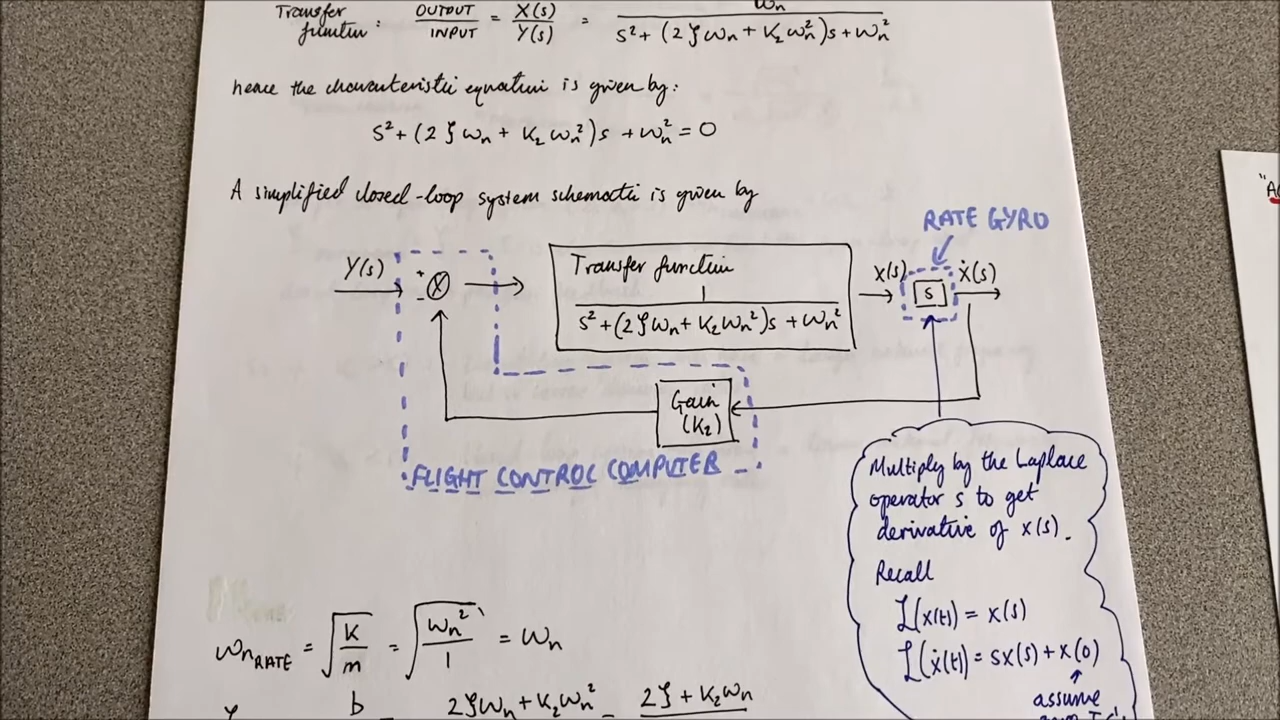 Transfer function : OUTPUT/INPUT = X(s)/Y(s) = ωn / s² + (2ζωn + K₂ωn²)s + ωn²
hence the characteristic equation is given by:
s² + (2ζωn + K₂ωn²)s + ωn² = 0
A simplified closed-loop system schematic is given by
RATE GYRO
Y(s)
+
-
Transfer function
1 / s² + (2ζωn + K₂ωn²)s + ωn²
X(s)
s
Ẋ(s)
Gain
(K₂)
FLIGHT CONTROL COMPUTER
Multiply by the Laplace
operator s to get
derivative of X(s).
Recall
ℒ(x(t)) = X(s)
ℒ(ẋ(t)) = sX(s) + x(0)
assume
ωn RATE = √(K/m) = √(ωn²/1) = ωn
b
2ζωn + K₂ωn² = 2ζ + K₂ωn
"A